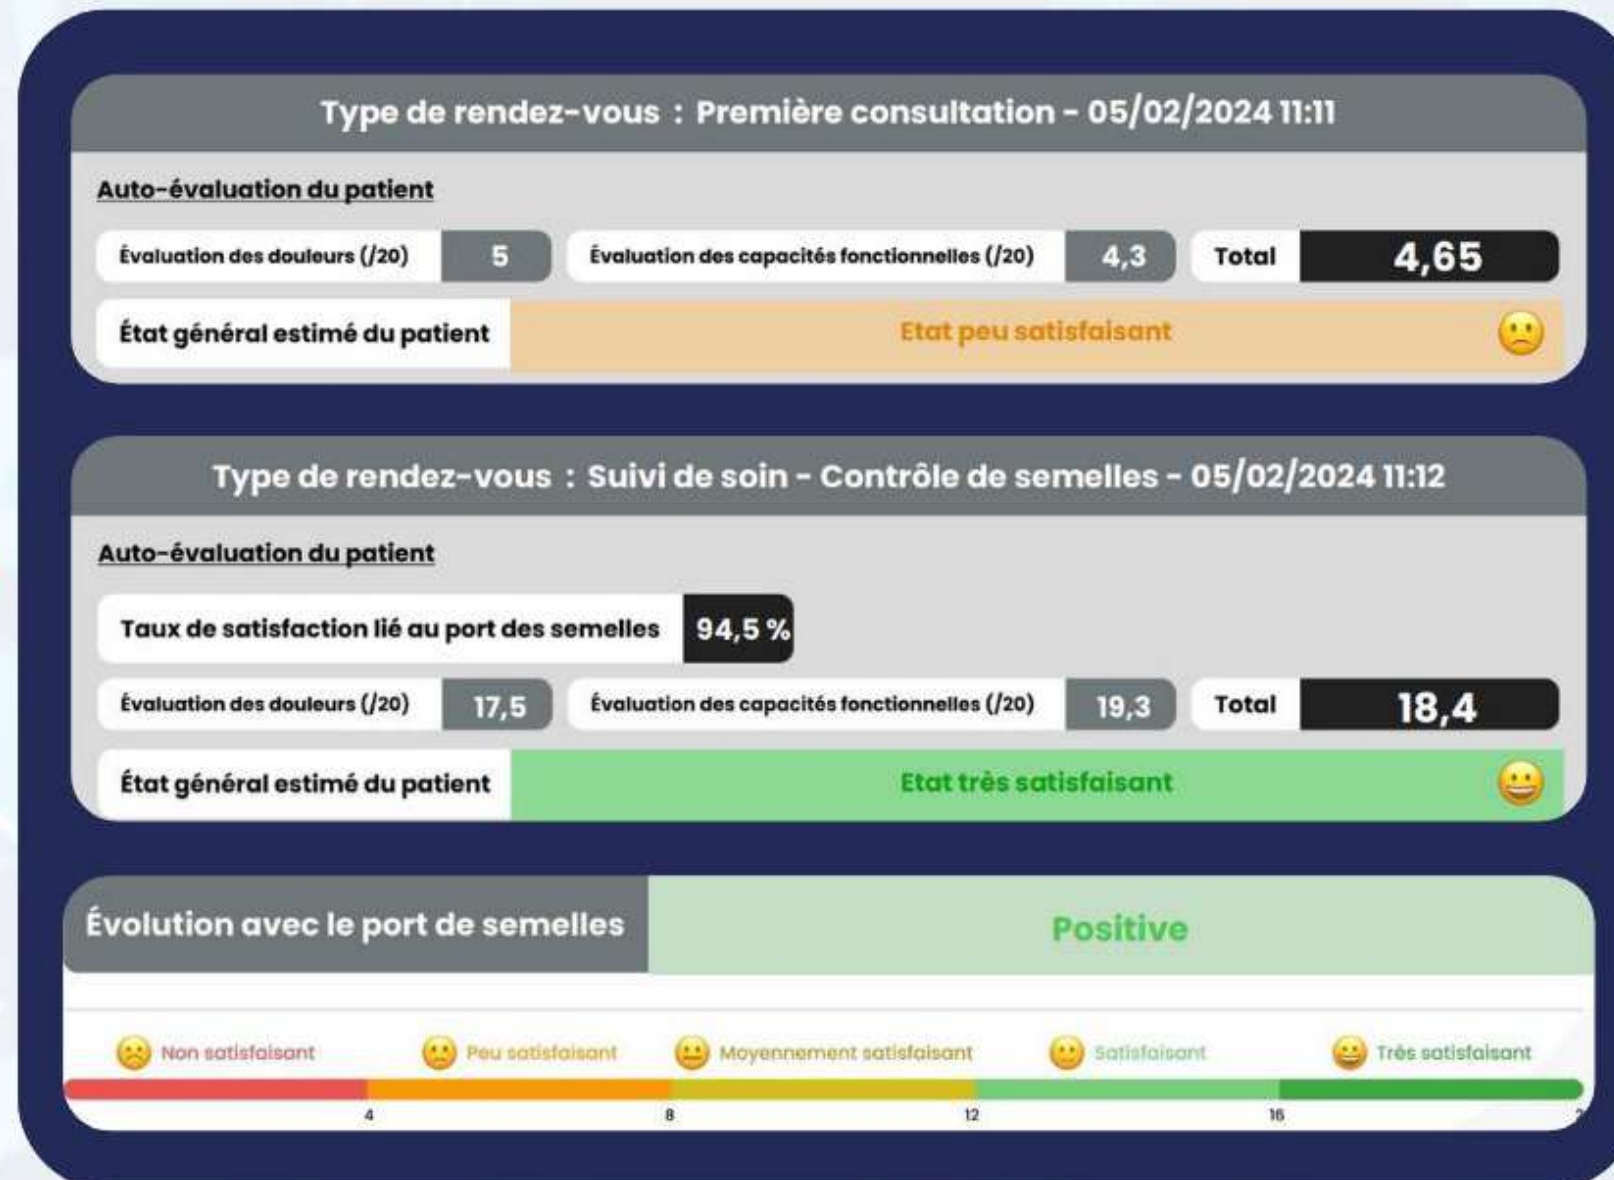 Type de rendez-vous : Première consultation - 05/02/2024 11:11
Auto-évaluation du patient
Évaluation des douleurs (/20) 5 Évaluation des capacités fonctionnelles (/20) 4,3 Total 4,65
État général estimé du patient Etat peu satisfaisant
Type de rendez-vous : Suivi de soin - Contrôle de semelles - 05/02/2024 11:12
Auto-évaluation du patient
Taux de satisfaction lié au port des semelles 94,5 %
Évaluation des douleurs (/20) 17,5 Évaluation des capacités fonctionnelles (/20) 19,3 Total 18,4
État général estimé du patient Etat très satisfaisant
Évolution avec le port de semelles Positive
Non satisfaisant Peu satisfaisant Moyennement satisfaisant Satisfaisant Très satisfaisant
4 8 12 16